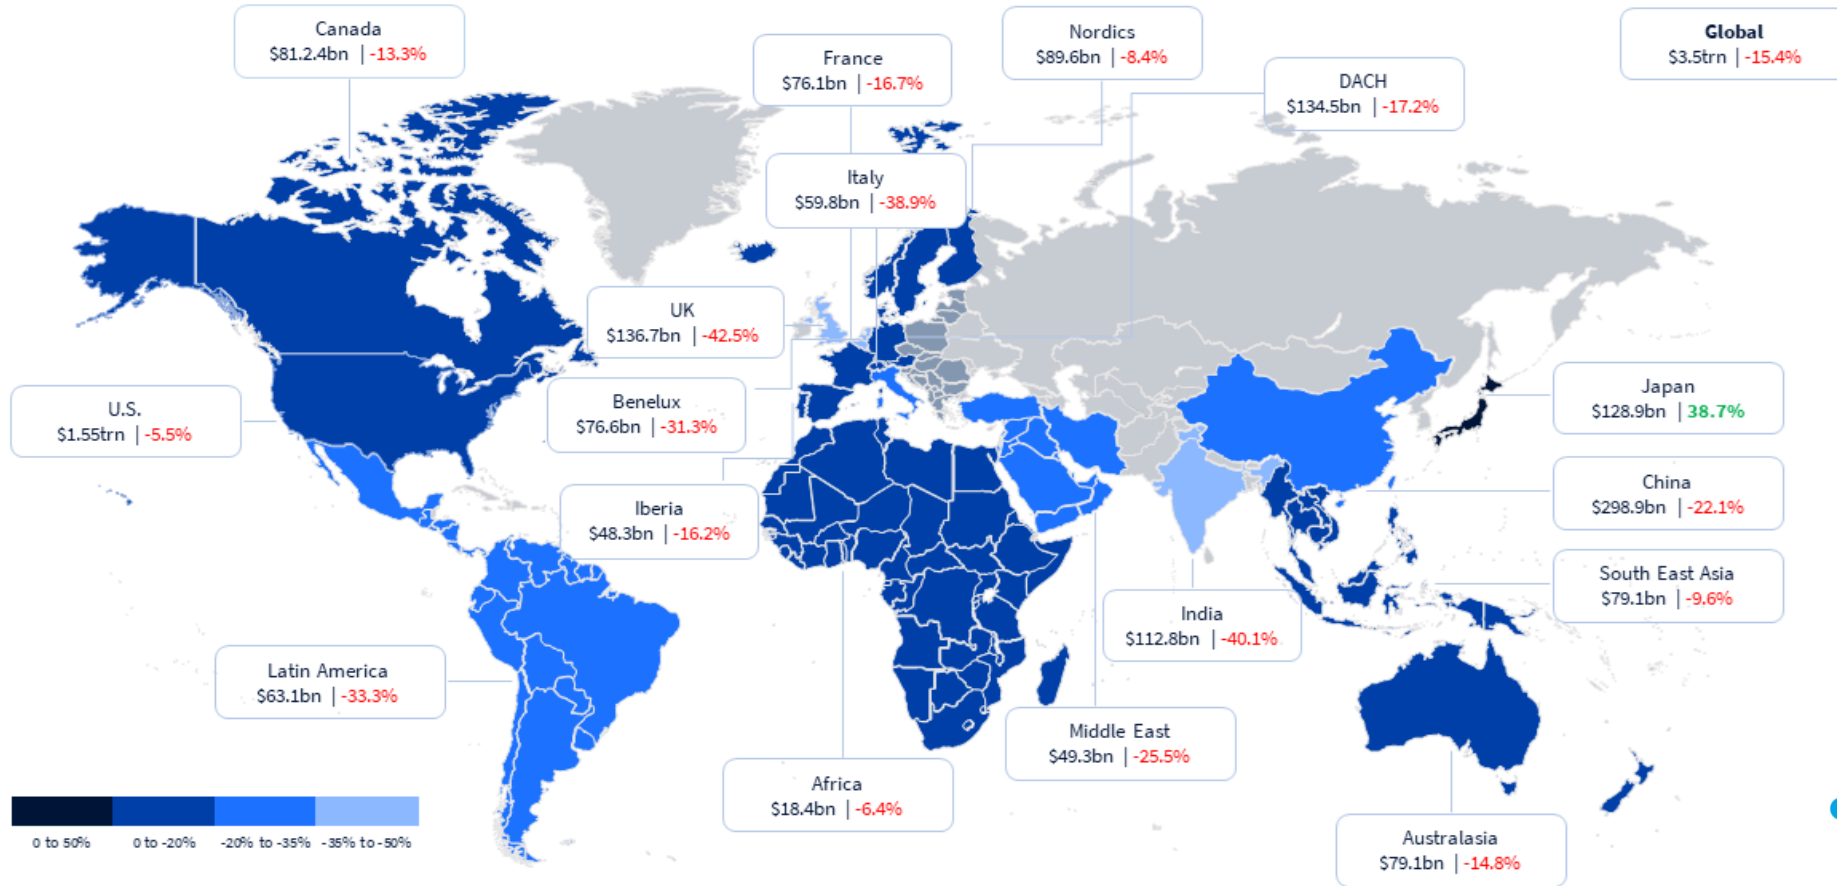 Canada
$81.2.4bn | -13.3%
France
$76.1bn | -16.7%
Nordics
$89.6bn | -8.4%
DACH
$134.5bn | -17.2%
Global
$3.5trn | -15.4%
Italy
$59.8bn | -38.9%
UK
$136.7bn | -42.5%
U.S.
$1.55trn | -5.5%
Benelux
$76.6bn | -31.3%
Japan
$128.9bn | 38.7%
China
$298.9bn | -22.1%
Iberia
$48.3bn | -16.2%
South East Asia
$79.1bn | -9.6%
India
$112.8bn | -40.1%
Latin America
$63.1bn | -33.3%
Middle East
$49.3bn | -25.5%
Africa
$18.4bn | -6.4%
Australasia
$79.1bn | -14.8%
0 to 50% 0 to -20% -20% to -35% -35% to -50%